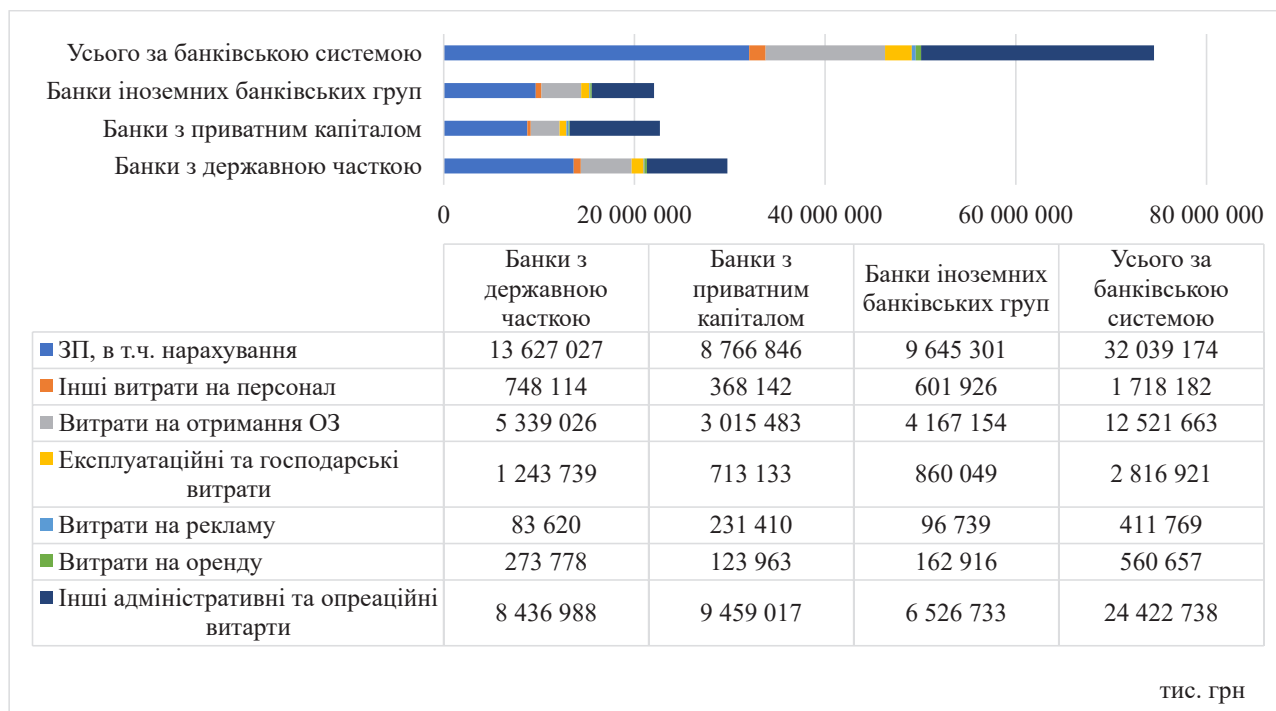 Усього за банківською системою
Банки іноземних банківських груп
Банки з приватним капіталом
Банки з державною часткою
0 20 000 000 40 000 000 60 000 000 80 000 000
Банки з державною часткою
Банки з приватним капіталом
Банки іноземних банківських груп
Усього за банківською системою
ЗП, в т.ч. нарахування 13 627 027 8 766 846 9 645 301 32 039 174
Інші витрати на персонал 748 114 368 142 601 926 1 718 182
Витрати на отримання ОЗ 5 339 026 3 015 483 4 167 154 12 521 663
Експлуатаційні та господарські
витрати 1 243 739 713 133 860 049 2 816 921
Витрати на рекламу 83 620 231 410 96 739 411 769
Витрати на оренду 273 778 123 963 162 916 560 657
Інші адміністративні та опреаційні
витарти 8 436 988 9 459 017 6 526 733 24 422 738
тис. грн